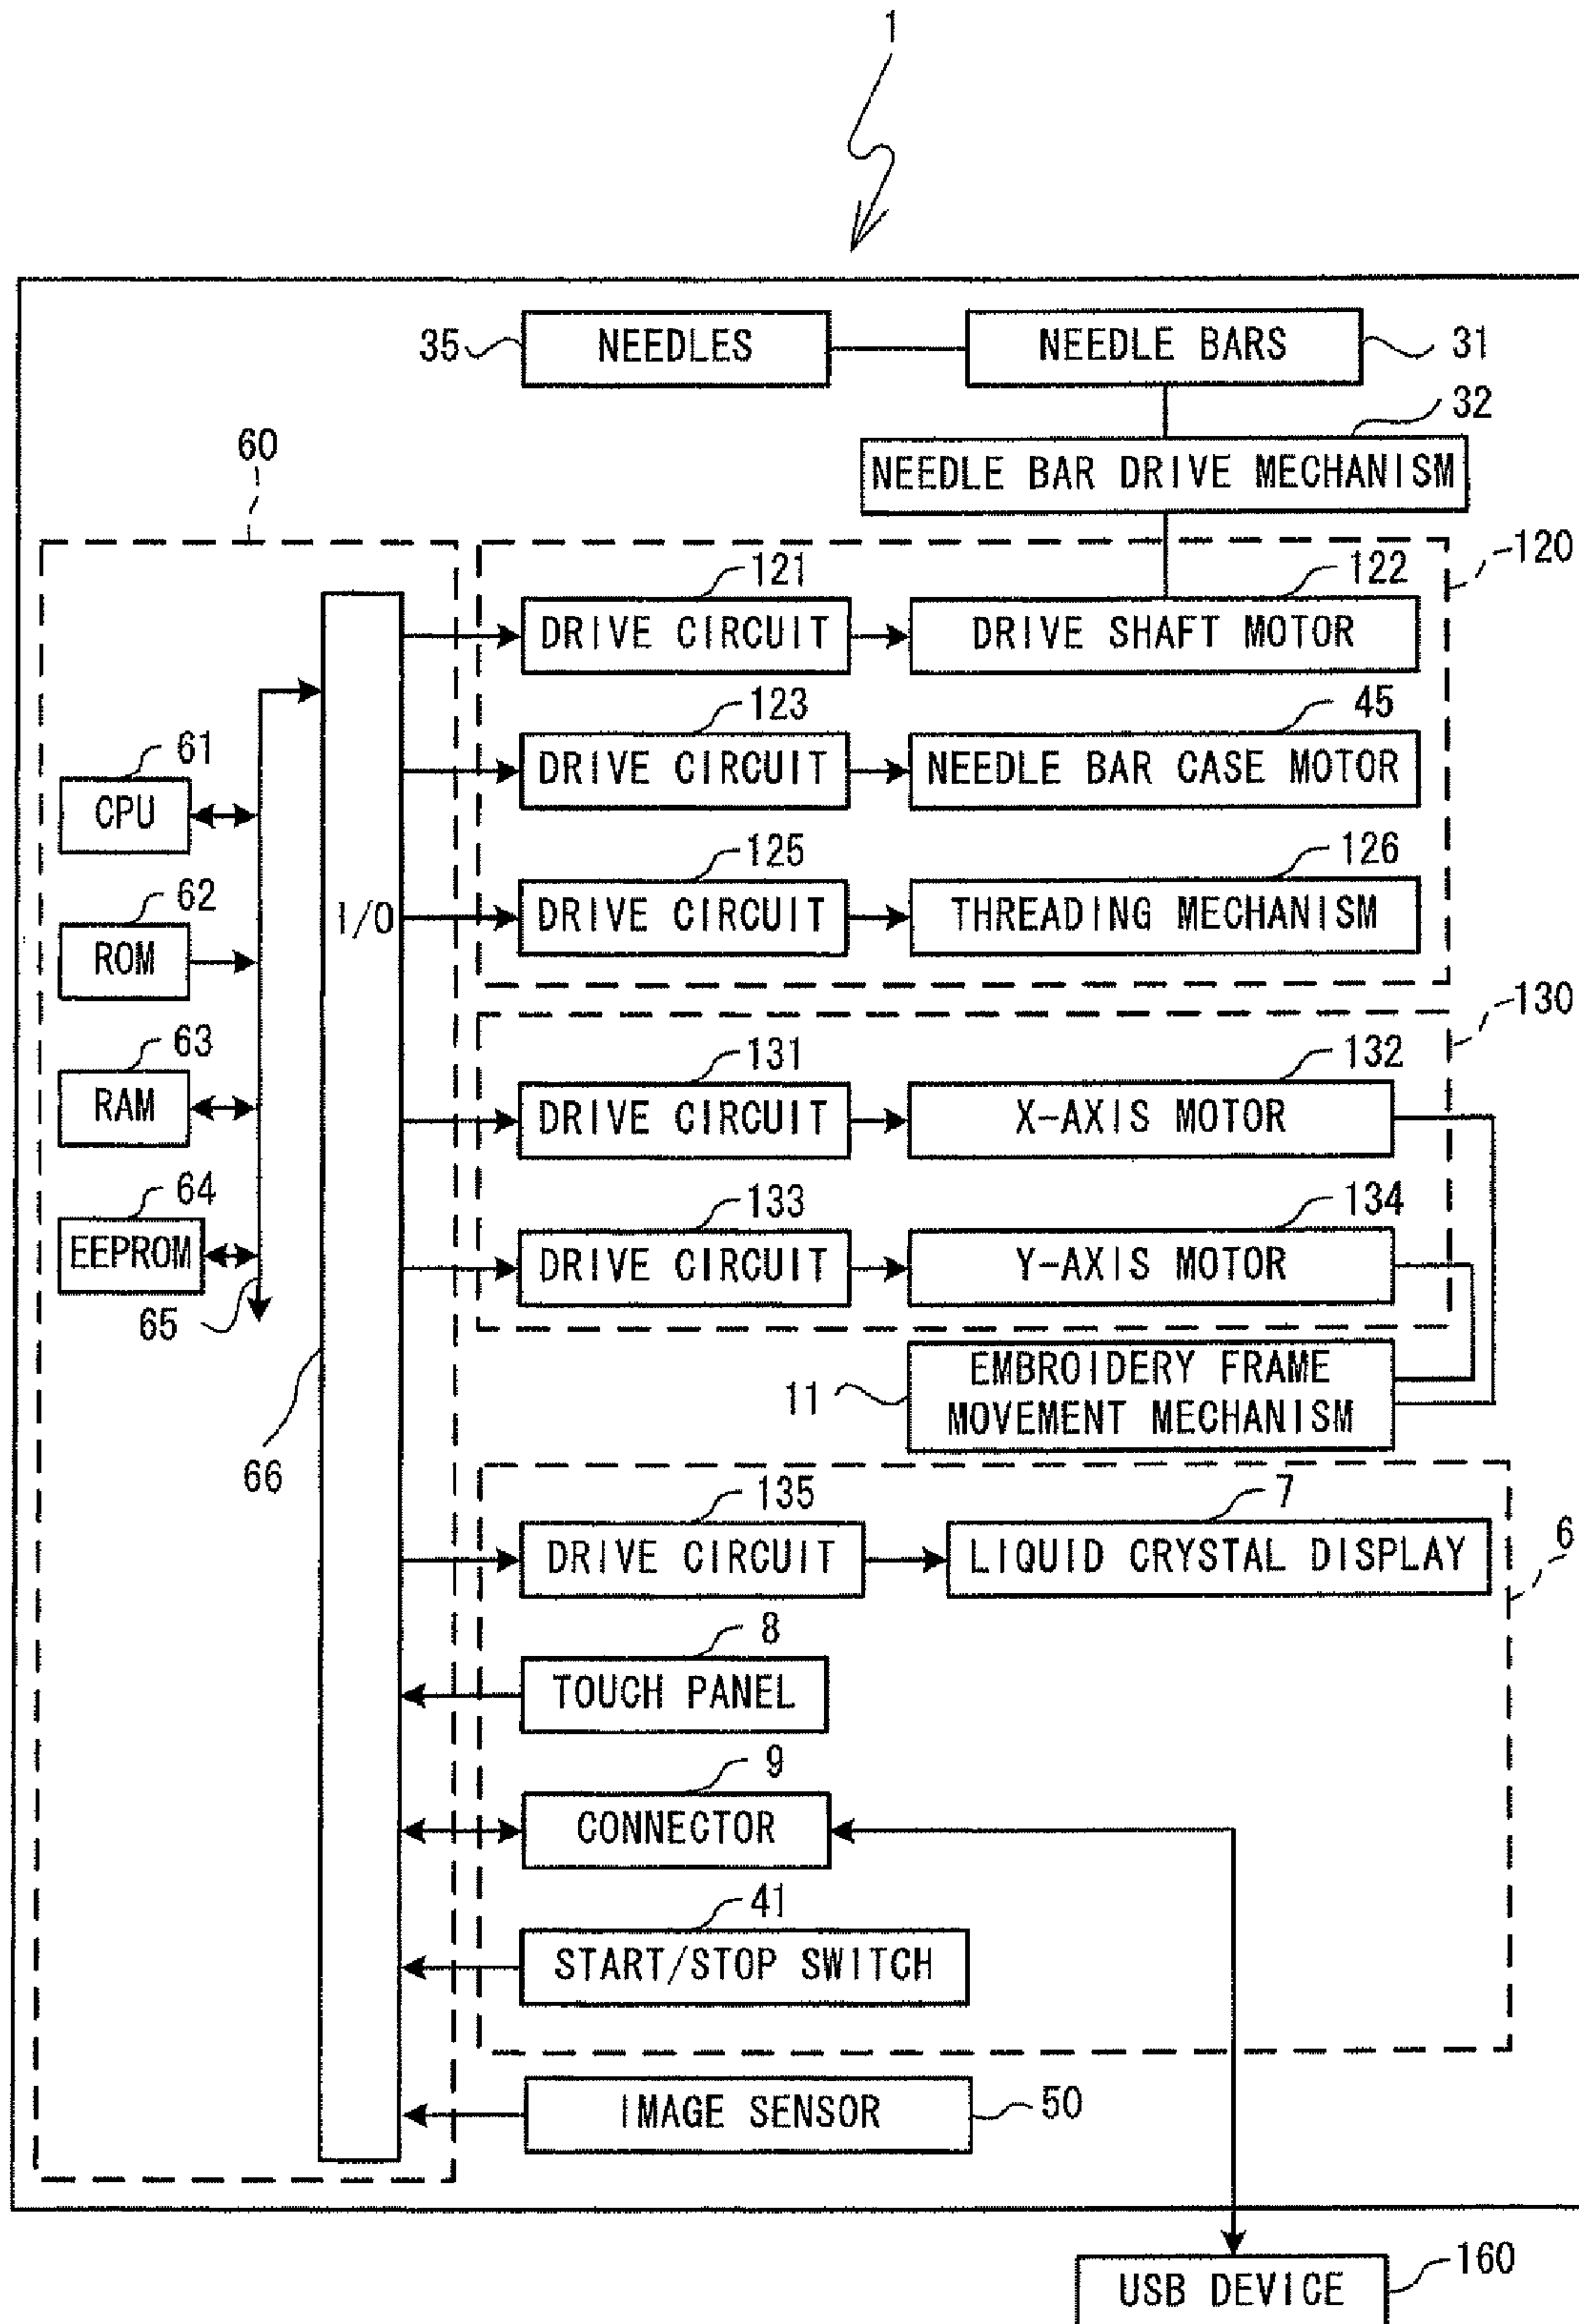 1
35 NEEDLES NEEDLE BARS 31
32
NEEDLE BAR DRIVE MECHANISM
60
120
121 122
DRIVE CIRCUIT DRIVE SHAFT MOTOR
123 45
DRIVE CIRCUIT NEEDLE BAR CASE MOTOR
61
CPU
125 126
DRIVE CIRCUIT THREADING MECHANISM
62
ROM
I/O
130
63
RAM
131 132
DRIVE CIRCUIT X-AXIS MOTOR
64
EEPROM
65
133 134
DRIVE CIRCUIT Y-AXIS MOTOR
11 EMBROIDERY FRAME
MOVEMENT MECHANISM
66
135 7
DRIVE CIRCUIT LIQUID CRYSTAL DISPLAY
6
8
TOUCH PANEL
9
CONNECTOR
41
START/STOP SWITCH
IMAGE SENSOR 50
USB DEVICE 160